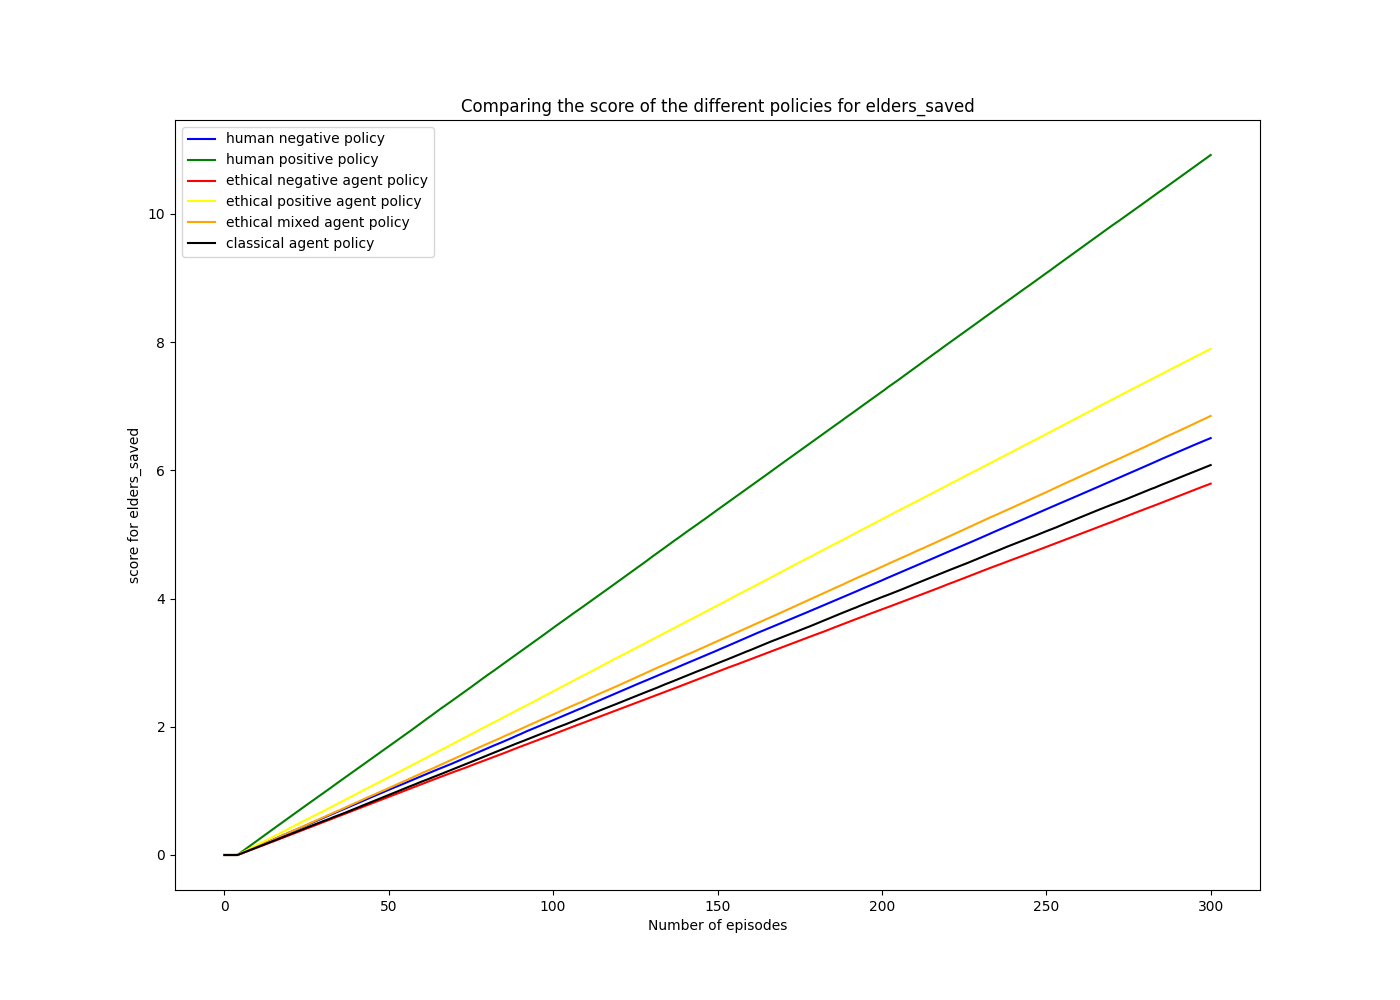 Comparing the score of the different policies for elders_saved
human negative policy
human positive policy
ethical negative agent policy
ethical positive agent policy
ethical mixed agent policy
classical agent policy
10
8
6
4
2
0
score for elders_saved
0 50 100 150 200 250 300
Number of episodes